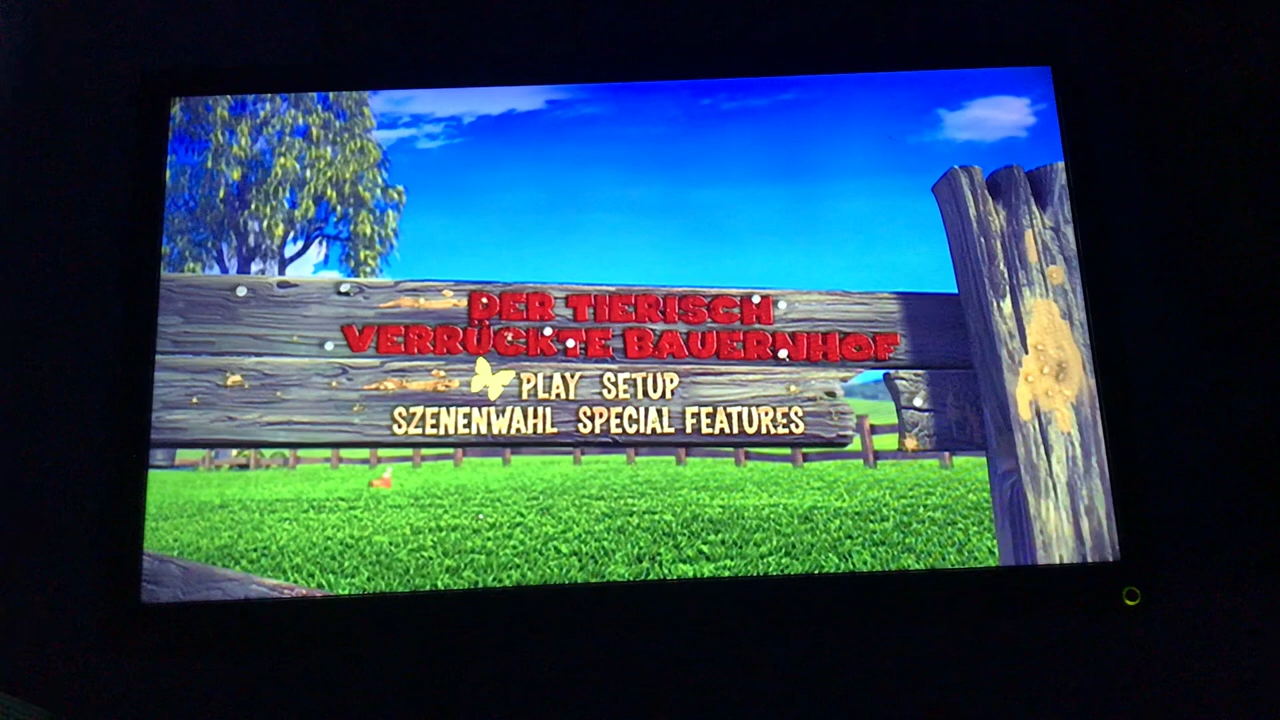 DER TIERISCH
VERRÜCKTE BAUERNHOF
PLAY SETUP
SZENENWAHL SPECIAL FEATURES